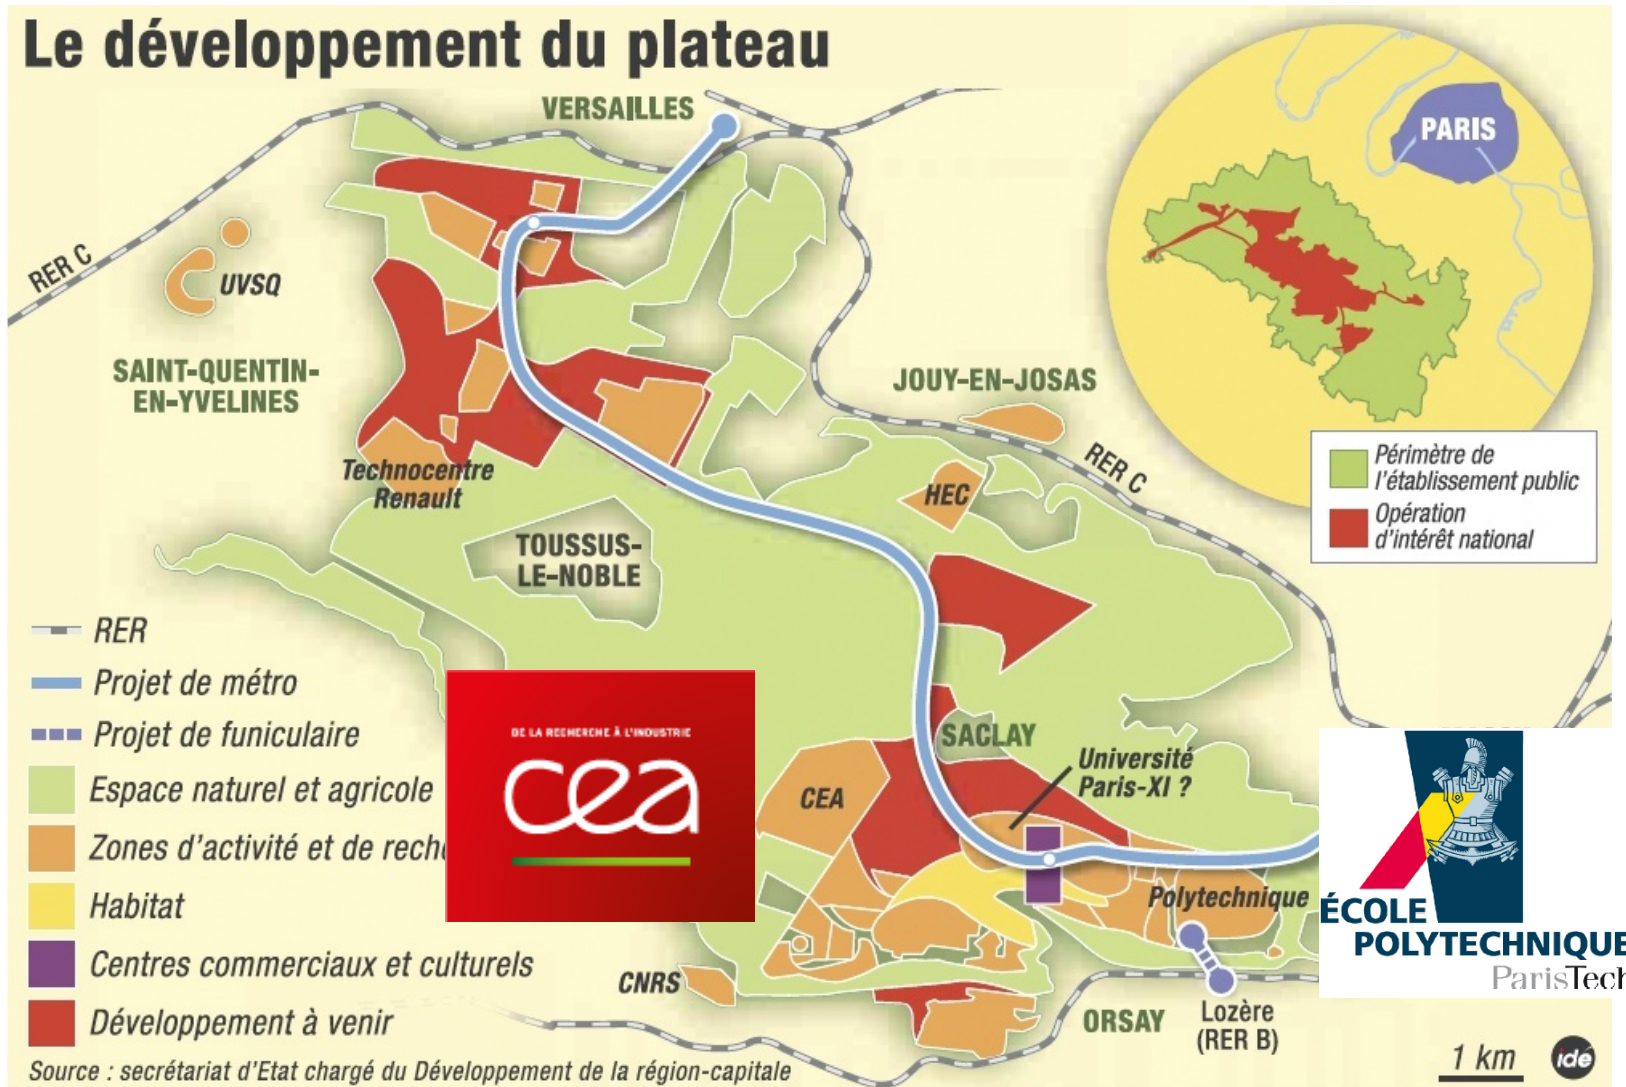 Le développement du plateau
VERSAILLES
PARIS
RER C
UVSQ
SAINT-QUENTIN-
EN-YVELINES
JOUY-EN-JOSAS
RER C
Technocentre
Renault
HEC
Périmètre de
l'établissement public
Opération
d'intérêt national
TOUSSUS-
LE-NOBLE
RER
Projet de métro
Projet de funiculaire
Espace naturel et agricole
Zones d'activité et de rech
Habitat
Centres commerciaux et culturels
Développement à venir
DE LA RECHERCHE À L'INDUSTRIE
cea
SACLAY
Université
Paris-XI ?
CEA
Polytechnique
ÉCOLE
POLYTECHNIQUE
ParisTech
CNRS
ORSAY
Lozère
(RER B)
1 km
idé
Source : secrétariat d'Etat chargé du Développement de la région-capitale